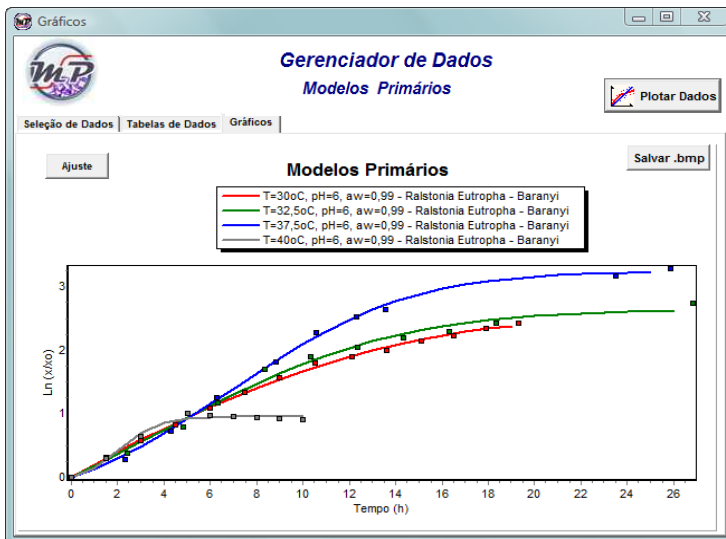 Gráficos
MP
Gerenciador de Dados
Modelos Primários
Plotar Dados
Seleção de Dados
Tabelas de Dados
Gráficos
Ajuste
Salvar .bmp
Modelos Primários
T=30oC, pH=6, aw=0,99 - Ralstonia Eutropha - Baranyi
T=32,5oC, pH=6, aw=0,99 - Ralstonia Eutropha - Baranyi
T=37,5oC, pH=6, aw=0,99 - Ralstonia Eutropha - Baranyi
T=40oC, pH=6, aw=0,99 - Ralstonia Eutropha - Baranyi
Ln (x/xo)
3
2
1
0
0 2 4 6 8 10 12 14 16 18 20 22 24 26
Tempo (h)